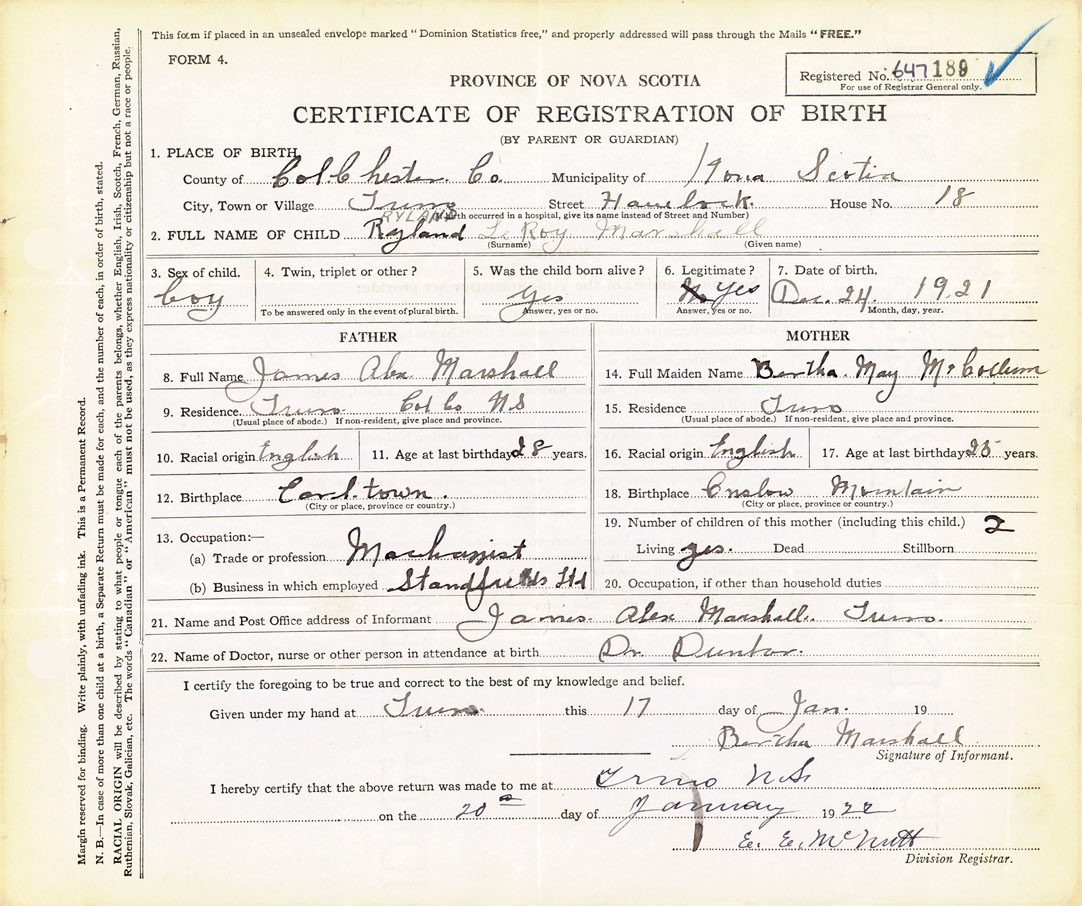 This form if placed in an unsealed envelope marked "Dominion Statistics free," and properly addressed will pass through the Mails "FREE."
FORM 4.
Registered No. 647189
For use of Registrar General only.
PROVINCE OF NOVA SCOTIA
CERTIFICATE OF REGISTRATION OF BIRTH
(BY PARENT OR GUARDIAN)
1. PLACE OF BIRTH
County of Colchester Co Municipality of Nova Scotia
City, Town or Village Truro Street Havelock House No. 18
RYLAND (If birth occurred in a hospital, give its name instead of Street and Number)
2. FULL NAME OF CHILD Ryland LeRoy Marshall
(Surname) (Given name)
3. Sex of child. 4. Twin, triplet or other? 5. Was the child born alive? 6. Legitimate? 7. Date of birth.
boy Yes No Yes Dec. 24. 1921
To be answered only in the event of plural birth. Answer, yes or no. Answer, yes or no. Month, day, year.
FATHER
8. Full Name James Alex Marshall
9. Residence. Truro Col Co NS
(Usual place of abode.) If non-resident, give place and province.
10. Racial origin English 11. Age at last birthday 28 years.
12. Birthplace Earltown.
(City or place, province or country.)
13. Occupation:—
(a) Trade or profession Machinist
(b) Business in which employed Standfields Ltd
MOTHER
14. Full Maiden Name Bertha May McCollum
15. Residence Truro
(Usual place of abode.) If non-resident, give place and province.
16. Racial origin English 17. Age at last birthday 25 years.
18. Birthplace Onslow Mountain
(City or place, province or country.)
19. Number of children of this mother (including this child.) 2
Living yes. Dead Stillborn
20. Occupation, if other than household duties
21. Name and Post Office address of Informant James Alex Marshall. Truro.
22. Name of Doctor, nurse or other person in attendance at birth Dr Dunbar.
I certify the foregoing to be true and correct to the best of my knowledge and belief.
Given under my hand at Truro this 17 day of Jan. 19
Bertha Marshall
Signature of Informant.
I hereby certify that the above return was made to me at Truro N.S.
on the 20 day of January 1922
E. E. McNutt
Division Registrar.
Margin reserved for binding. Write plainly, with unfading ink. This is a Permanent Record.
N. B.—In case of more than one child at a birth, a Separate Return must be made for each, and the number of each, in order of birth, stated.
RACIAL ORIGIN will be described by stating to what people or tongue each of the parents belongs, whether English, Irish, Scotch, French, German, Russian,
Ruthenian, Slovak, Galician, etc. The words "Canadian" or "American" must not be used, as they express nationality or citizenship but not a race or people.